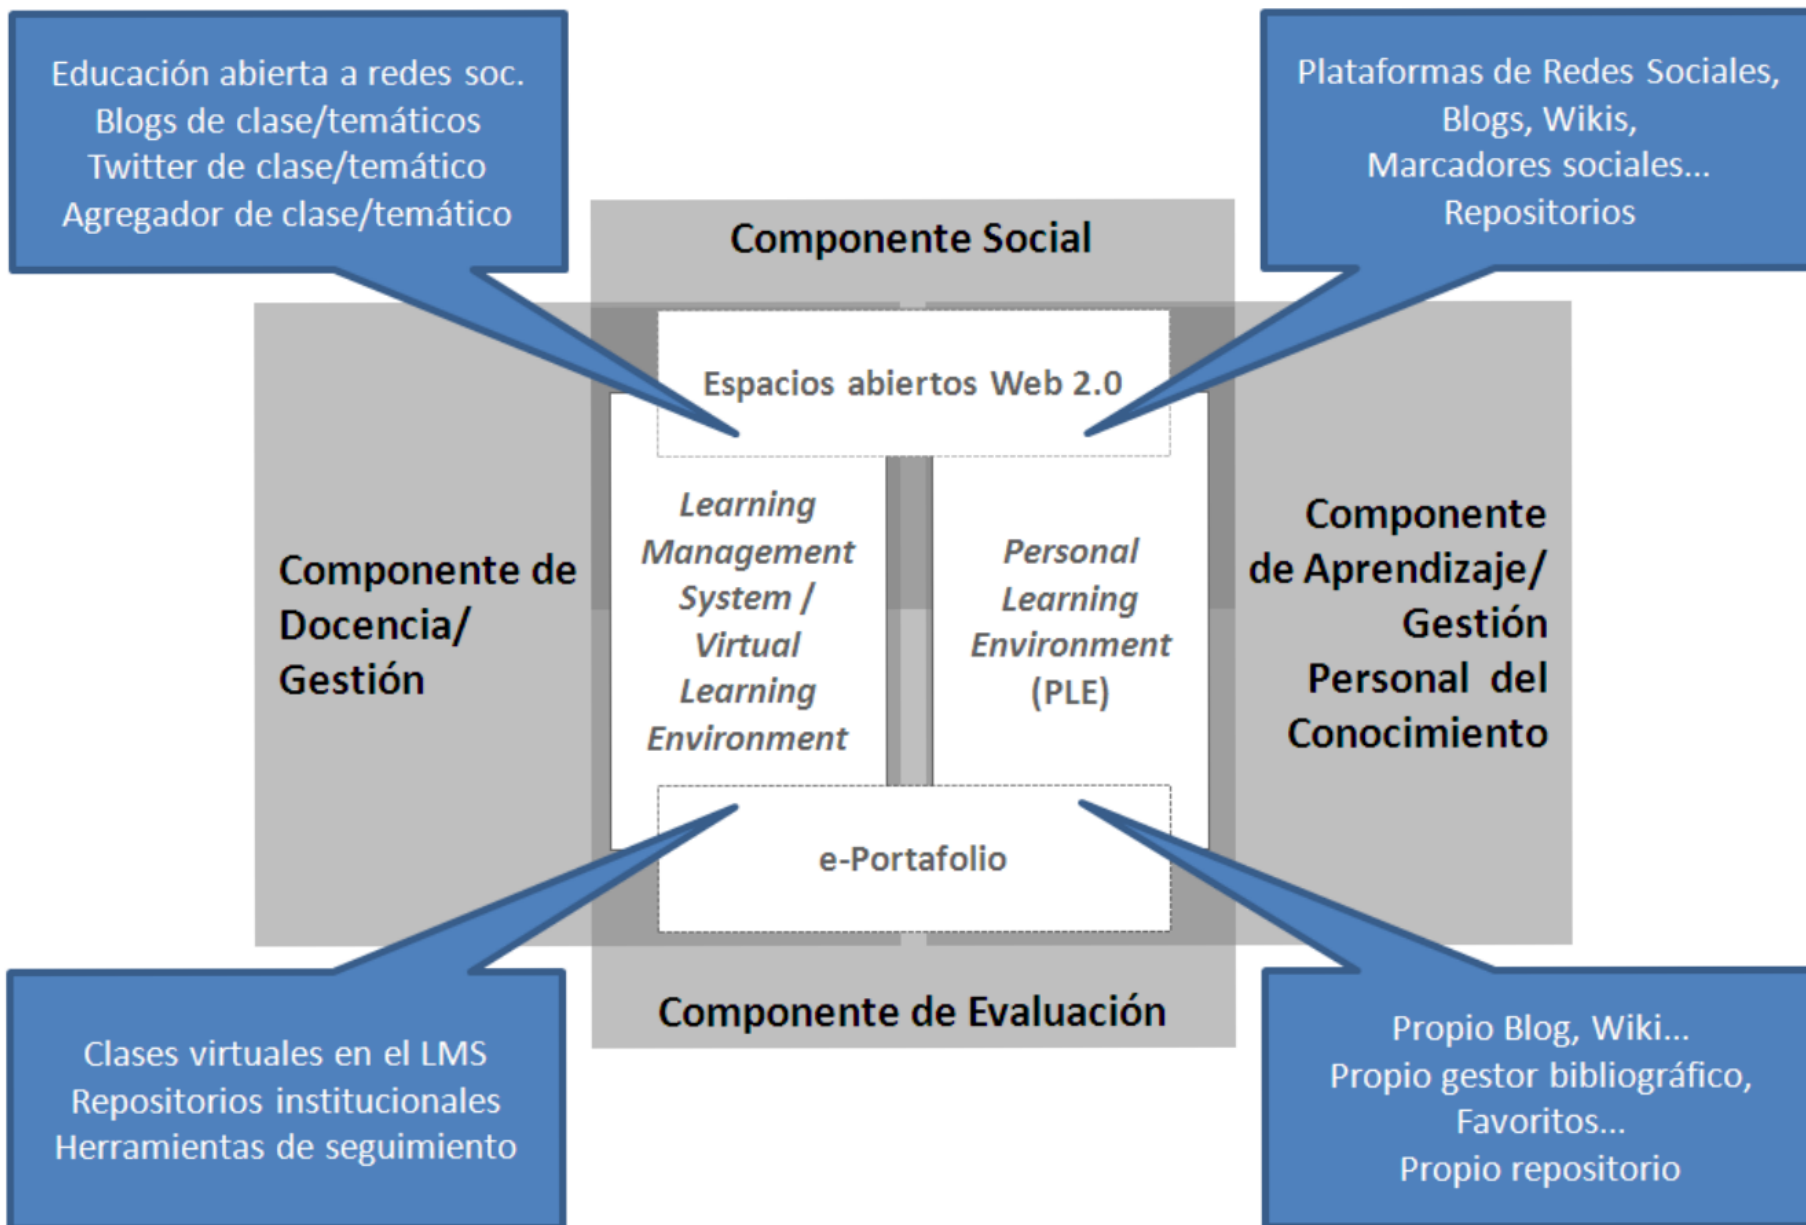 Educación abierta a redes soc.
Blogs de clase/temáticos
Twitter de clase/temático
Agregador de clase/temático
Plataformas de Redes Sociales,
Blogs, Wikis,
Marcadores sociales...
Repositorios
Componente Social
Espacios abiertos Web 2.0
Componente de
Docencia/
Gestión
Learning
Management
System /
Virtual
Learning
Environment
Personal
Learning
Environment
(PLE)
Componente
de Aprendizaje/
Gestión
Personal del
Conocimiento
e-Portafolio
Componente de Evaluación
Clases virtuales en el LMS
Repositorios institucionales
Herramientas de seguimiento
Propio Blog, Wiki...
Propio gestor bibliográfico,
Favoritos...
Propio repositorio